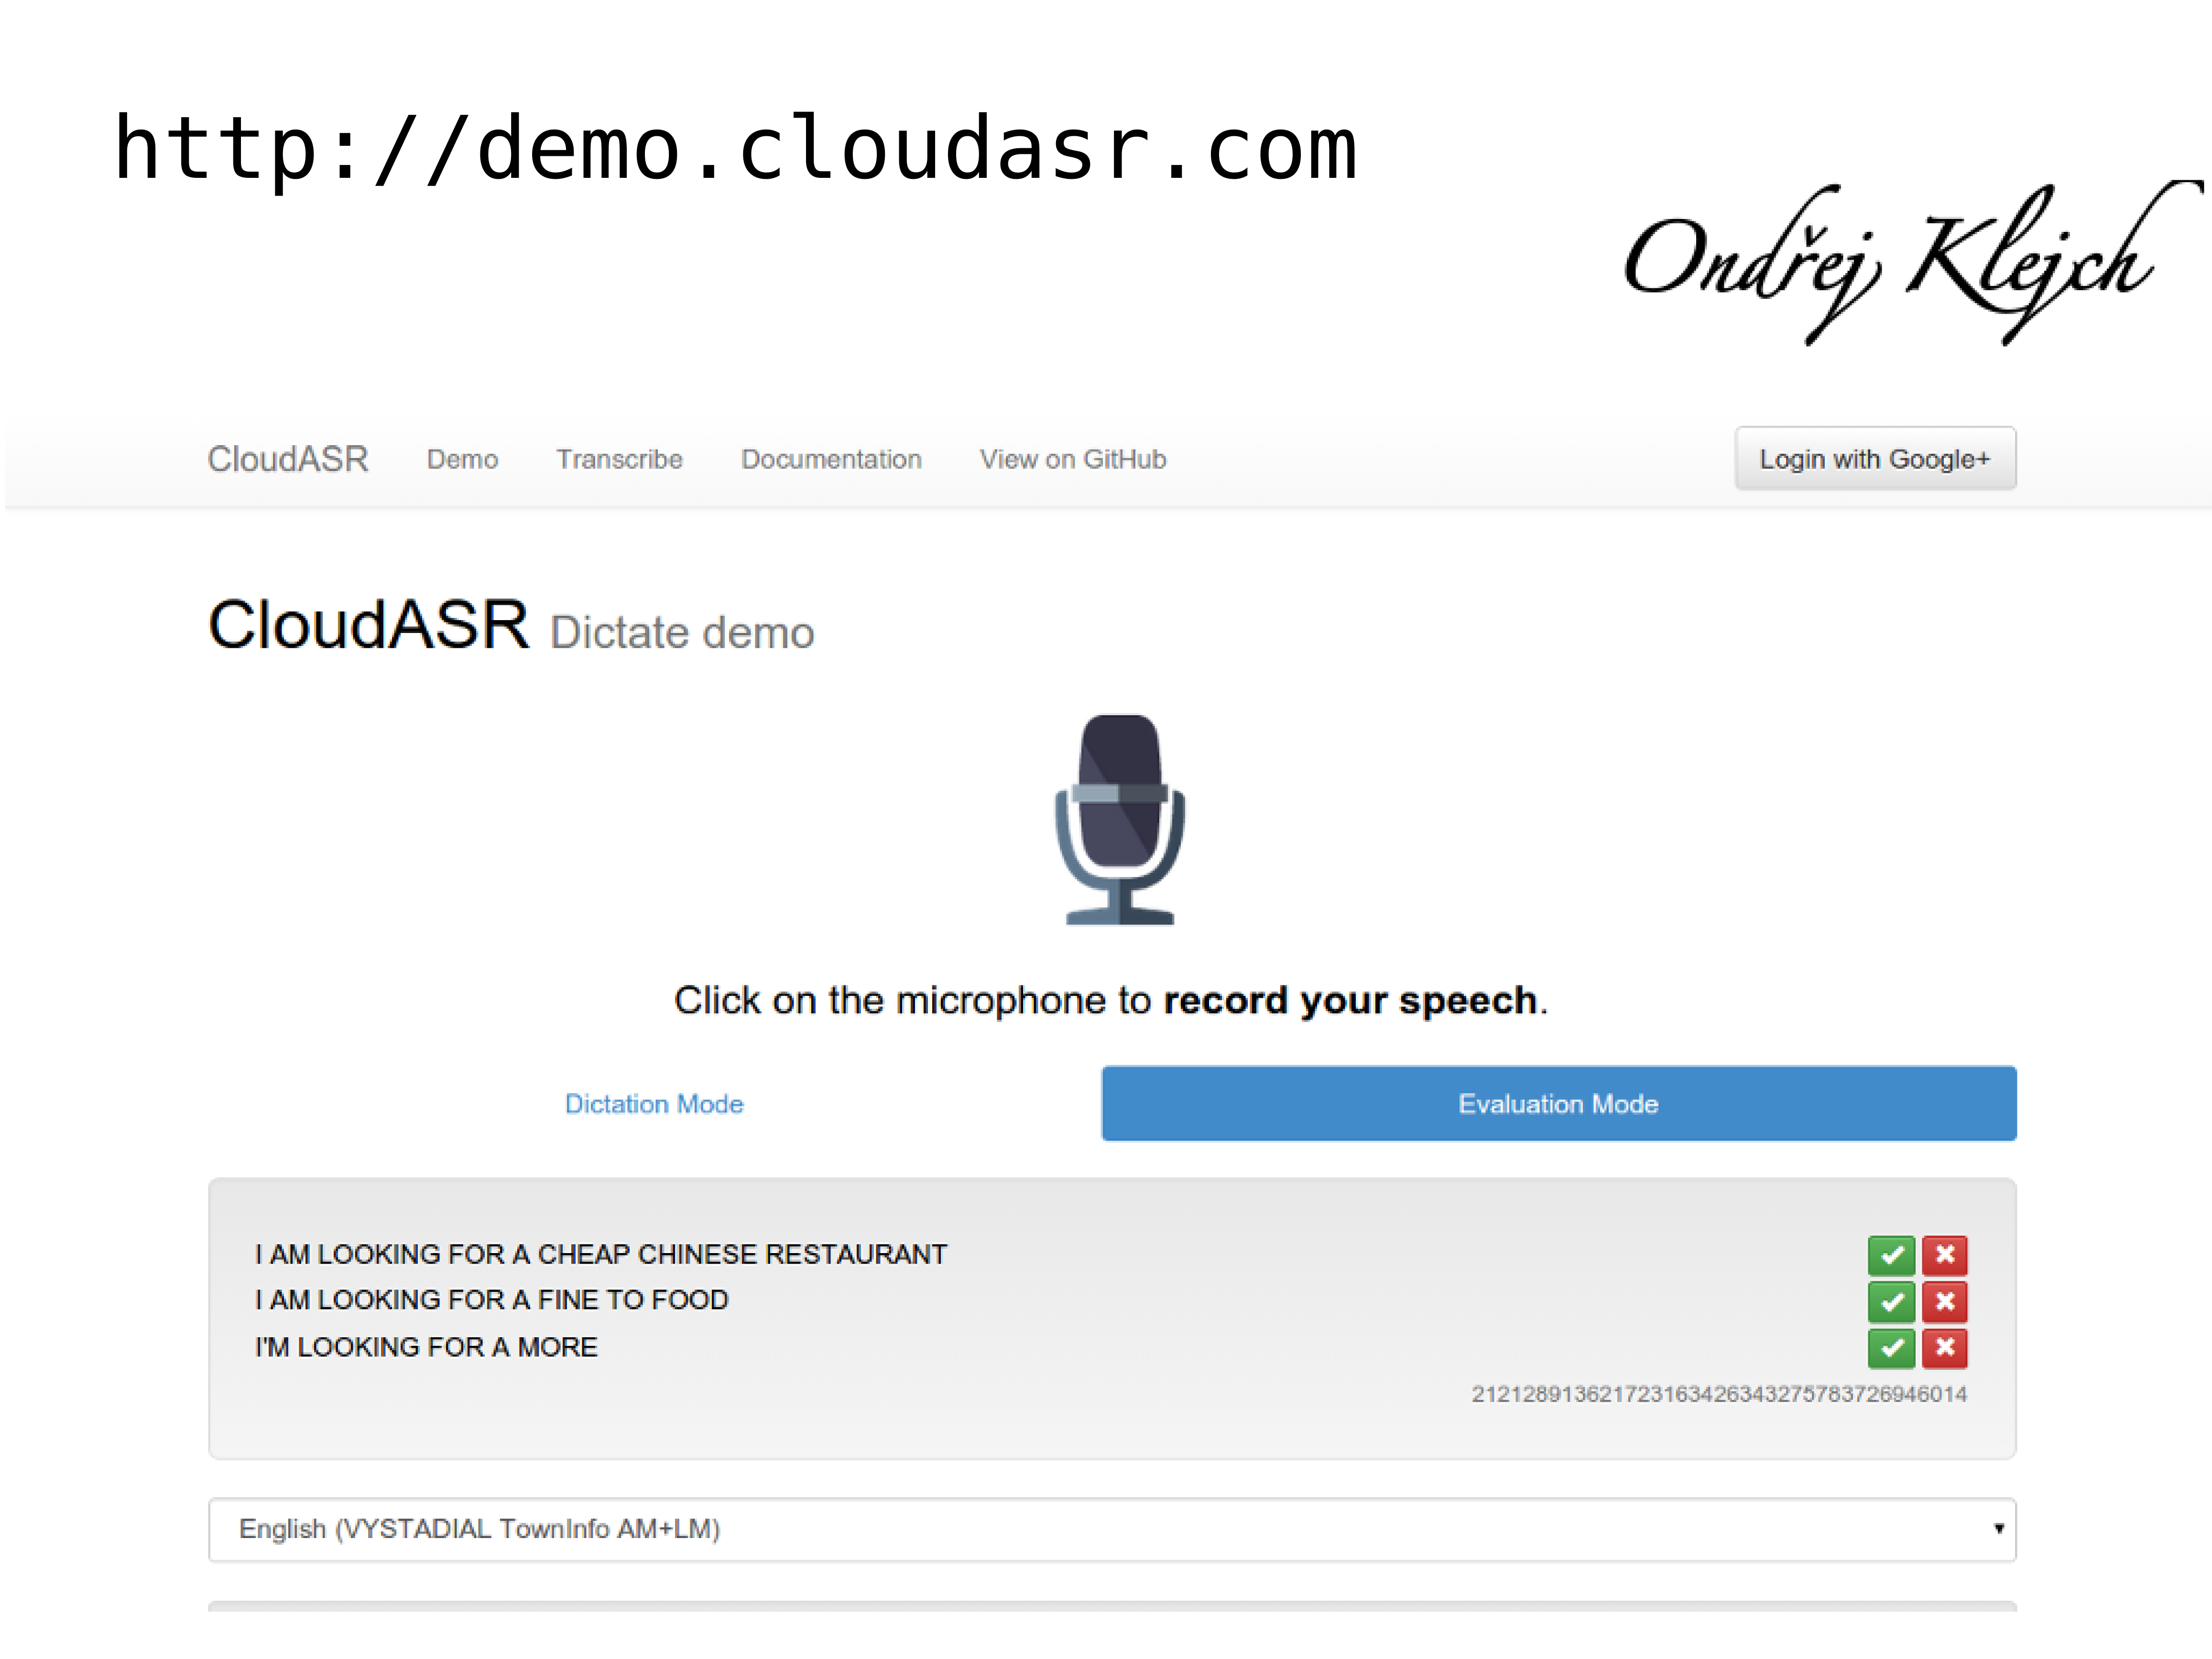 http://demo.cloudasr.com
Ondřej Klejch
CloudASR Demo Transcribe Documentation View on GitHub Login with Google+
CloudASR Dictate demo
Click on the microphone to record your speech.
Dictation Mode Evaluation Mode
I AM LOOKING FOR A CHEAP CHINESE RESTAURANT
I AM LOOKING FOR A FINE TO FOOD
I'M LOOKING FOR A MORE
212128913621723163426343275783726946014
English (VYSTADIAL TownInfo AM+LM)